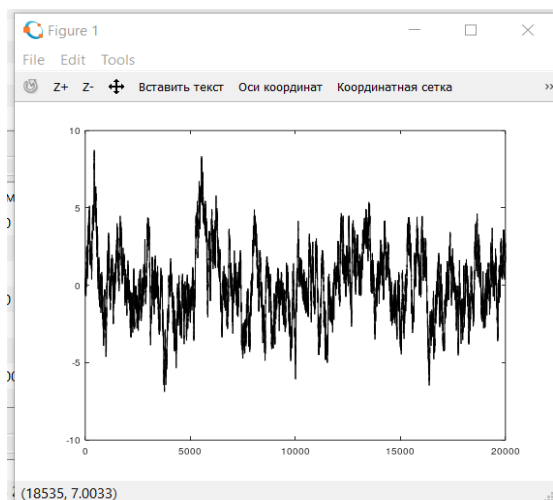 Figure 1
File Edit Tools
Z+ Z- Вставить текст Оси координат Координатная сетка »
10
5
0
-5
-10
0 5000 10000 15000 20000
(18535, 7.0033)